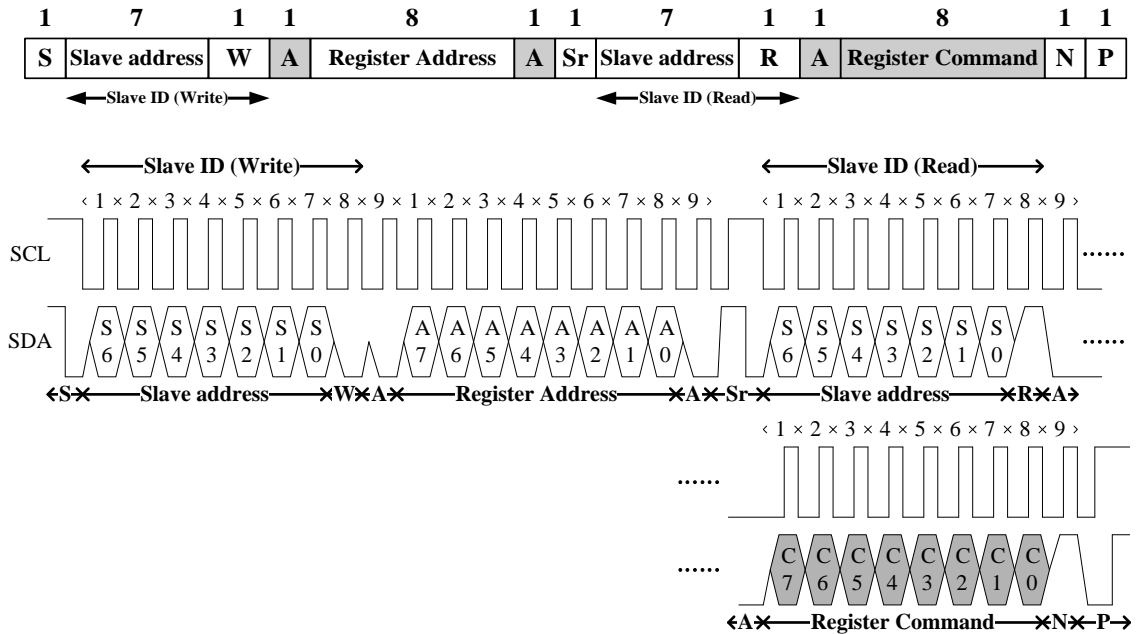 1 7 1 1 8 1 1 7 1 1 8 1 1
S Slave address W A Register Address A Sr Slave address R A Register Command N P
Slave ID (Write) Slave ID (Read)
Slave ID (Write) Slave ID (Read)
‹ 1 × 2 × 3 × 4 × 5 × 6 × 7 × 8 × 9 × 1 × 2 × 3 × 4 × 5 × 6 × 7 × 8 × 9 › ‹ 1 × 2 × 3 × 4 × 5 × 6 × 7 × 8 × 9 ›
SCL ······
SDA S6 S5 S4 S3 S2 S1 S0 A7 A6 A5 A4 A3 A2 A1 A0 S6 S5 S4 S3 S2 S1 S0 ······
S Slave address W A Register Address A Sr Slave address R A
‹ 1 × 2 × 3 × 4 × 5 × 6 × 7 × 8 × 9 ›
······
······ C7 C6 C5 C4 C3 C2 C1 C0
A Register Command N P